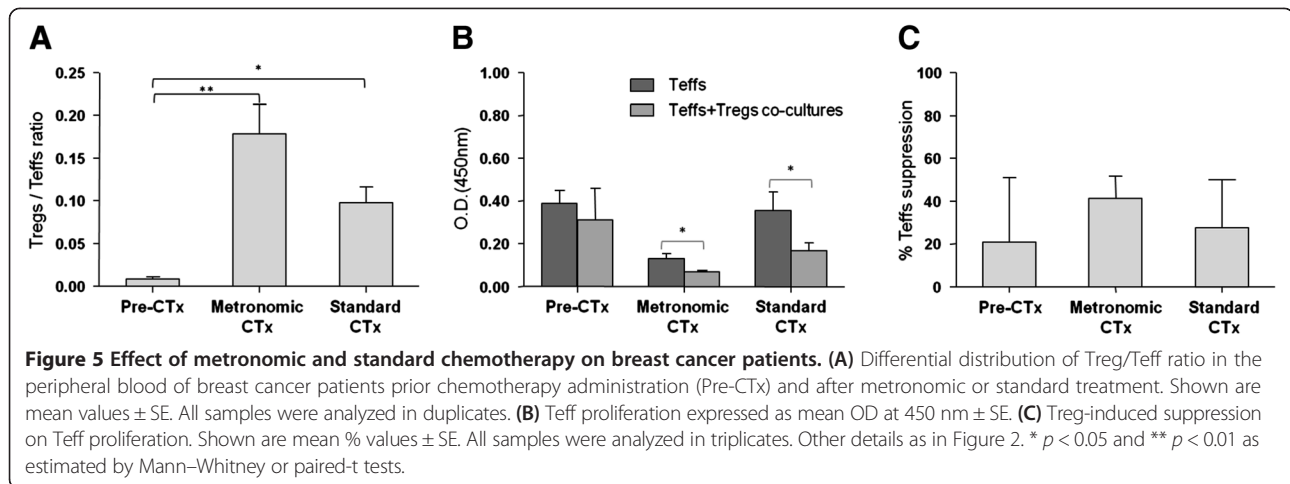 A
B
C
Tregs / Teffs ratio
0.25
0.20
0.15
0.10
0.05
0.00
*
**
Pre-CTx
Metronomic
CTx
Standard
CTx
O.D.(450nm)
1.00
0.80
0.60
0.40
0.20
0.00
Teffs
Teffs+Tregs co-cultures
*
*
Pre-CTx
Metronomic
CTx
Standard
CTx
% Teffs suppression
100
80
60
40
20
0
Pre-CTx
Metronomic
CTx
Standard
CTx
Figure 5 Effect of metronomic and standard chemotherapy on breast cancer patients. (A) Differential distribution of Treg/Teff ratio in the
peripheral blood of breast cancer patients prior chemotherapy administration (Pre-CTx) and after metronomic or standard treatment. Shown are
mean values ± SE. All samples were analyzed in duplicates. (B) Teff proliferation expressed as mean OD at 450 nm ± SE. (C) Treg-induced suppression
on Teff proliferation. Shown are mean % values ± SE. All samples were analyzed in triplicates. Other details as in Figure 2. * p < 0.05 and ** p < 0.01 as
estimated by Mann–Whitney or paired-t tests.